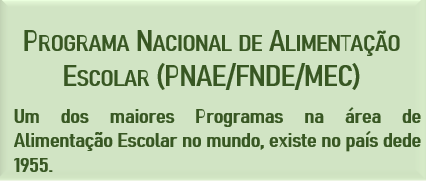 Programa Nacional de Alimentação
Escolar (PNAE/FNDE/MEC)
Um dos maiores Programas na área de
Alimentação Escolar no mundo, existe no país dede
1955.